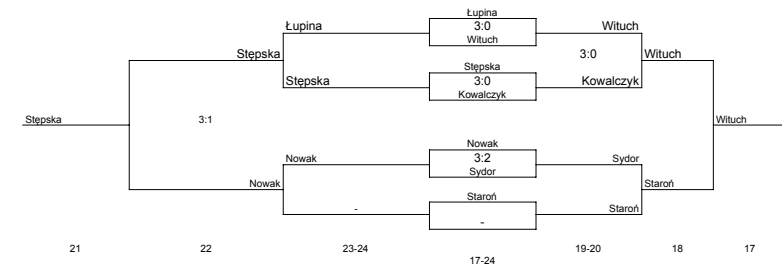 Łupina
Łupina 3:0 Wituch
Wituch
Stępska 3:0 Wituch
Stępska
Stępska 3:0 Kowalczyk
Kowalczyk
Stępska 3:1 Wituch
Nowak
Nowak 3:2 Sydor
Sydor
Nowak Staroń Staroń
- - Staroń
21 22 23-24 19-20 18 17
17-24